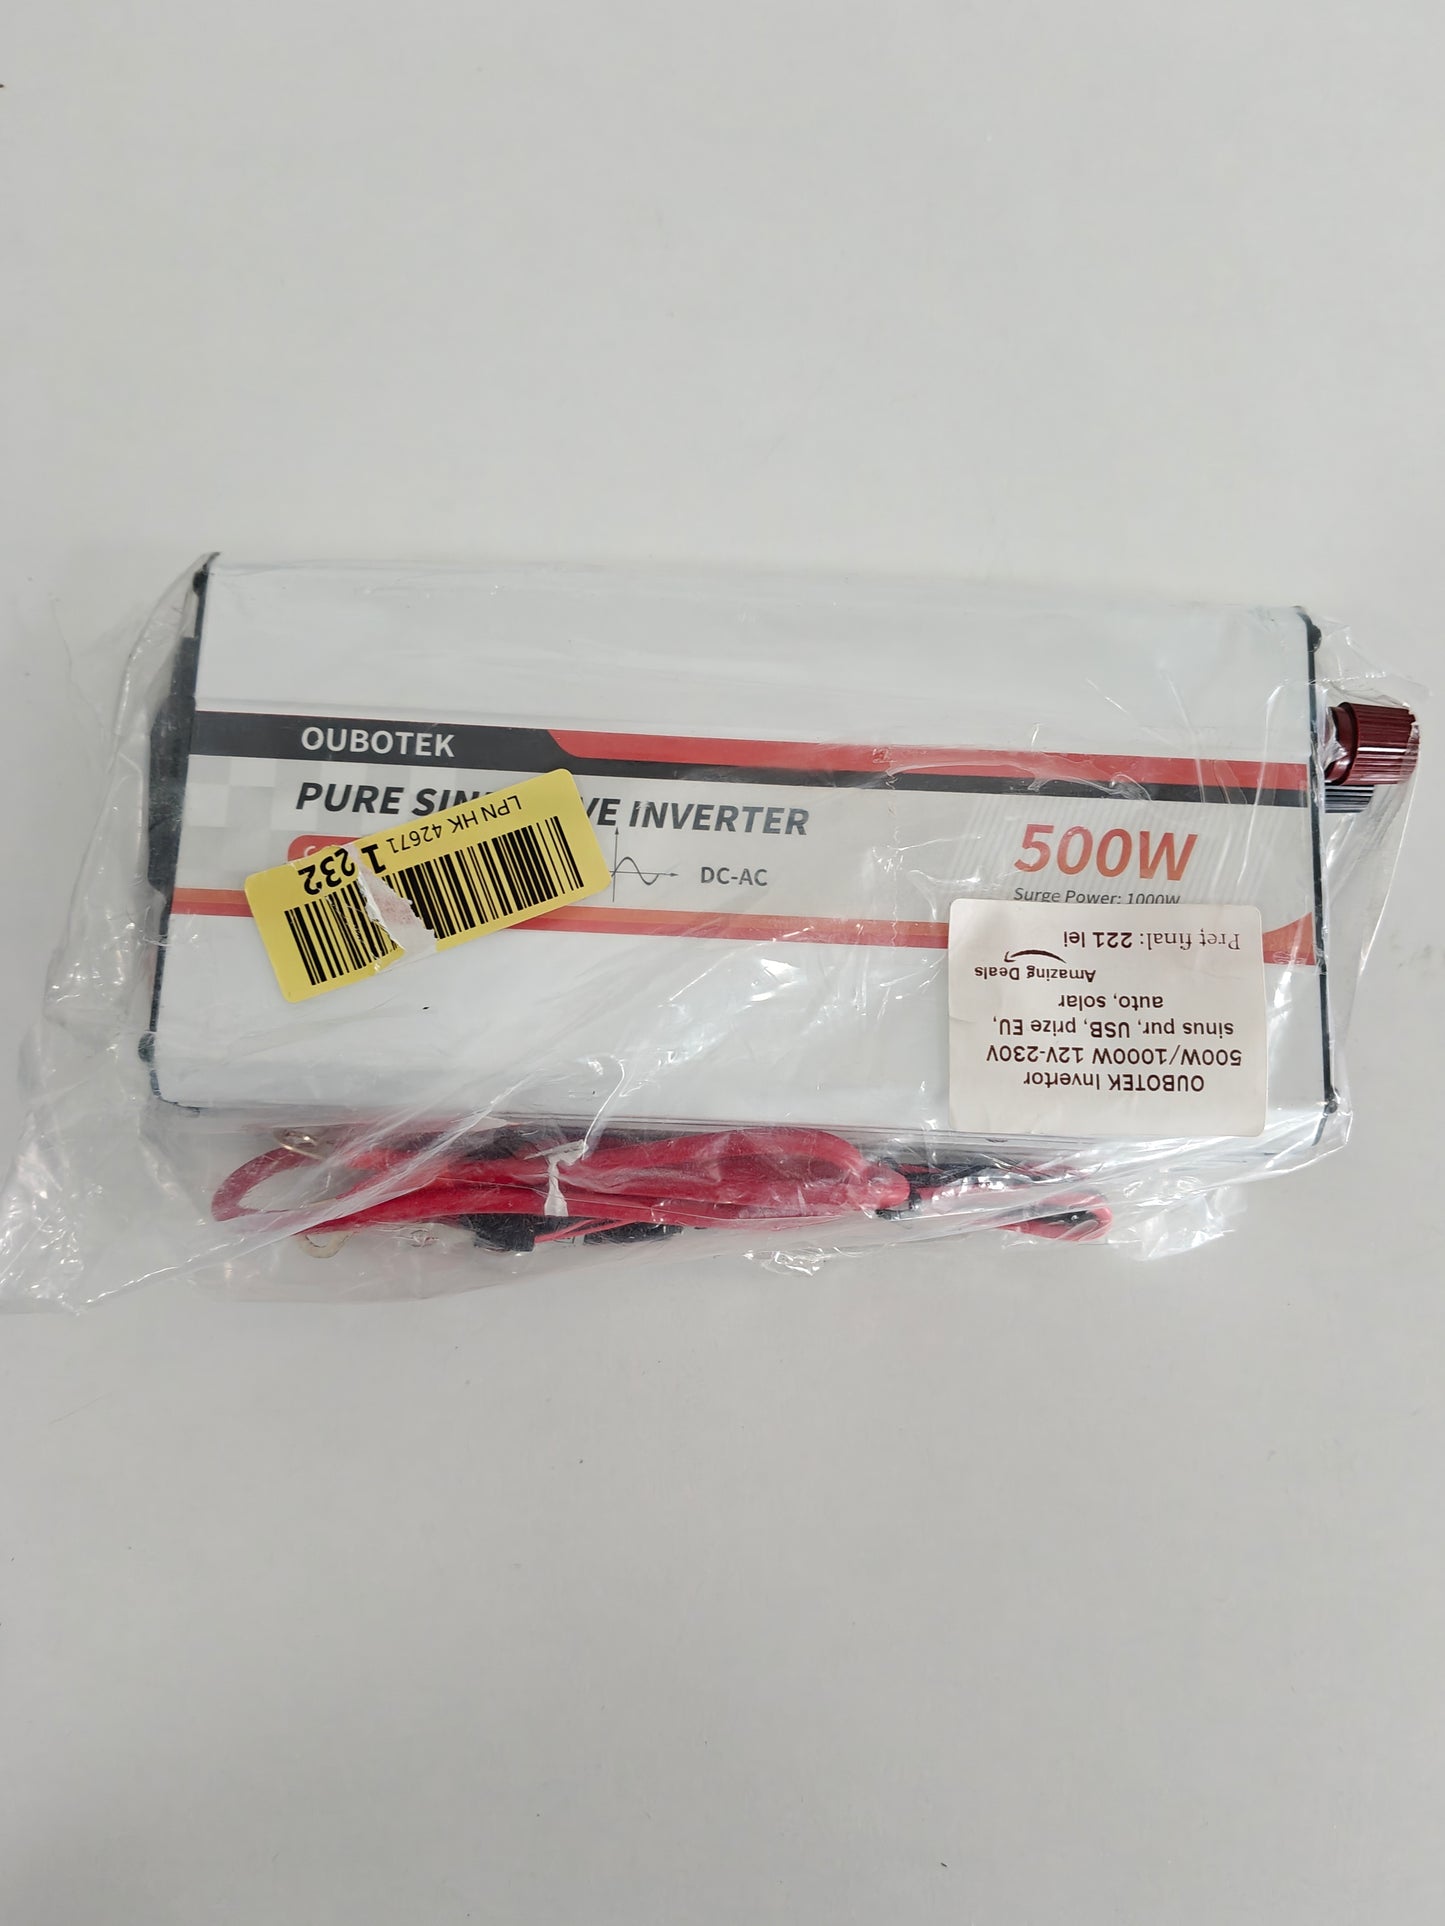 OUBOTEK
PURE SIN VE INVERTER
DC-AC
500W
Surge Power: 1000W
LPN HK 42671
1
232
OUBOTEK Invertor
500W/1000W 12V-230V
sinus pur, USB, prize EU,
auto, solar
Amazing Deals
Preț final: 221 lei